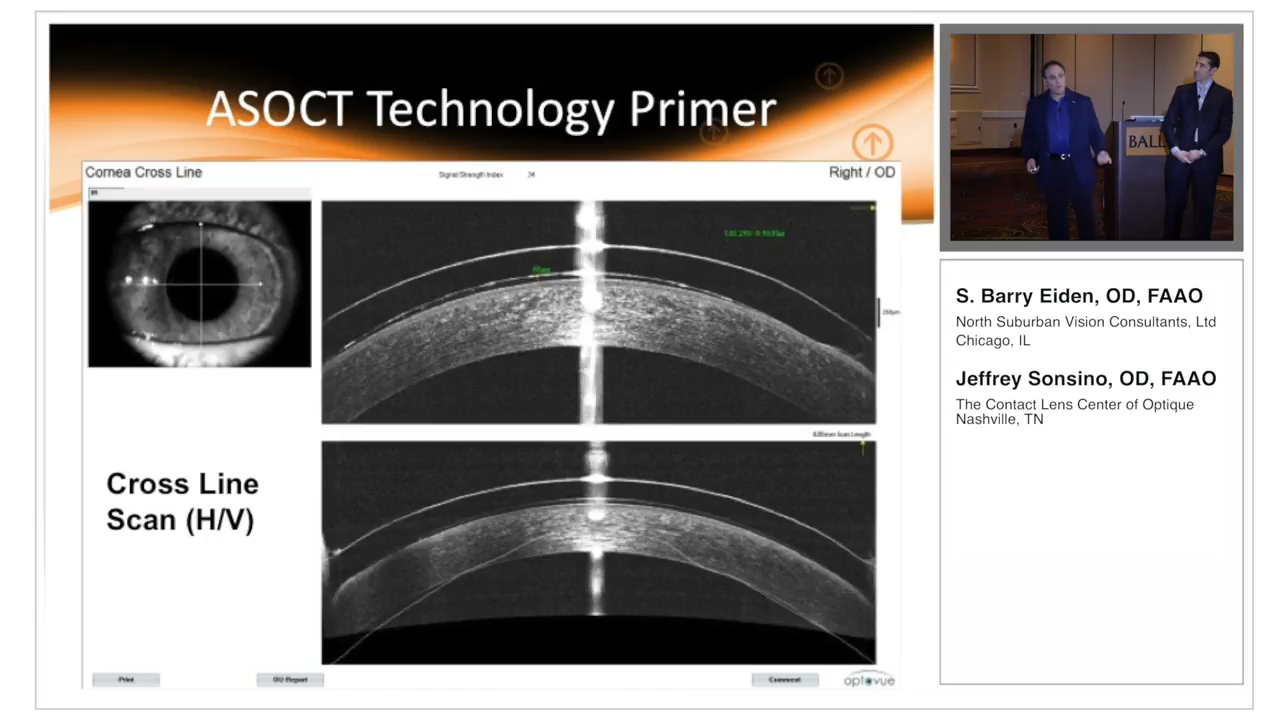 ASOCT Technology Primer
Cornea Cross Line
Signal Strength Index
Right / OD
Cross Line
Scan (H/V)
Print
OU Report
Comment
optovue
BALL
S. Barry Eiden, OD, FAAO
North Suburban Vision Consultants, Ltd
Chicago, IL
Jeffrey Sonsino, OD, FAAO
The Contact Lens Center of Optique
Nashville, TN